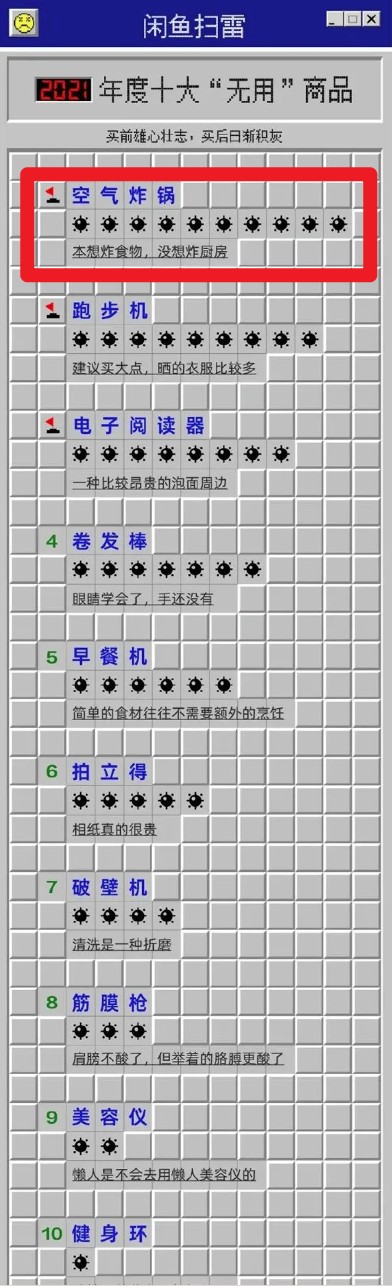 闲鱼扫雷
2021 年度十大“无用”商品
买前雄心壮志，买后日渐积灰
空气炸锅
本想炸食物，没想炸厨房
跑步机
建议买大点，晒的衣服比较多
电子阅读器
一种比较昂贵的泡面周边
4 卷发棒
眼睛学会了，手还没有
5 早餐机
简单的食材往往不需要额外的烹饪
6 拍立得
相纸真的很贵
7 破壁机
清洗是一种折磨
8 筋膜枪
肩膀不酸了，但举着的胳膊更酸了
9 美容仪
懒人是不会去用懒人美容仪的
10 健身环